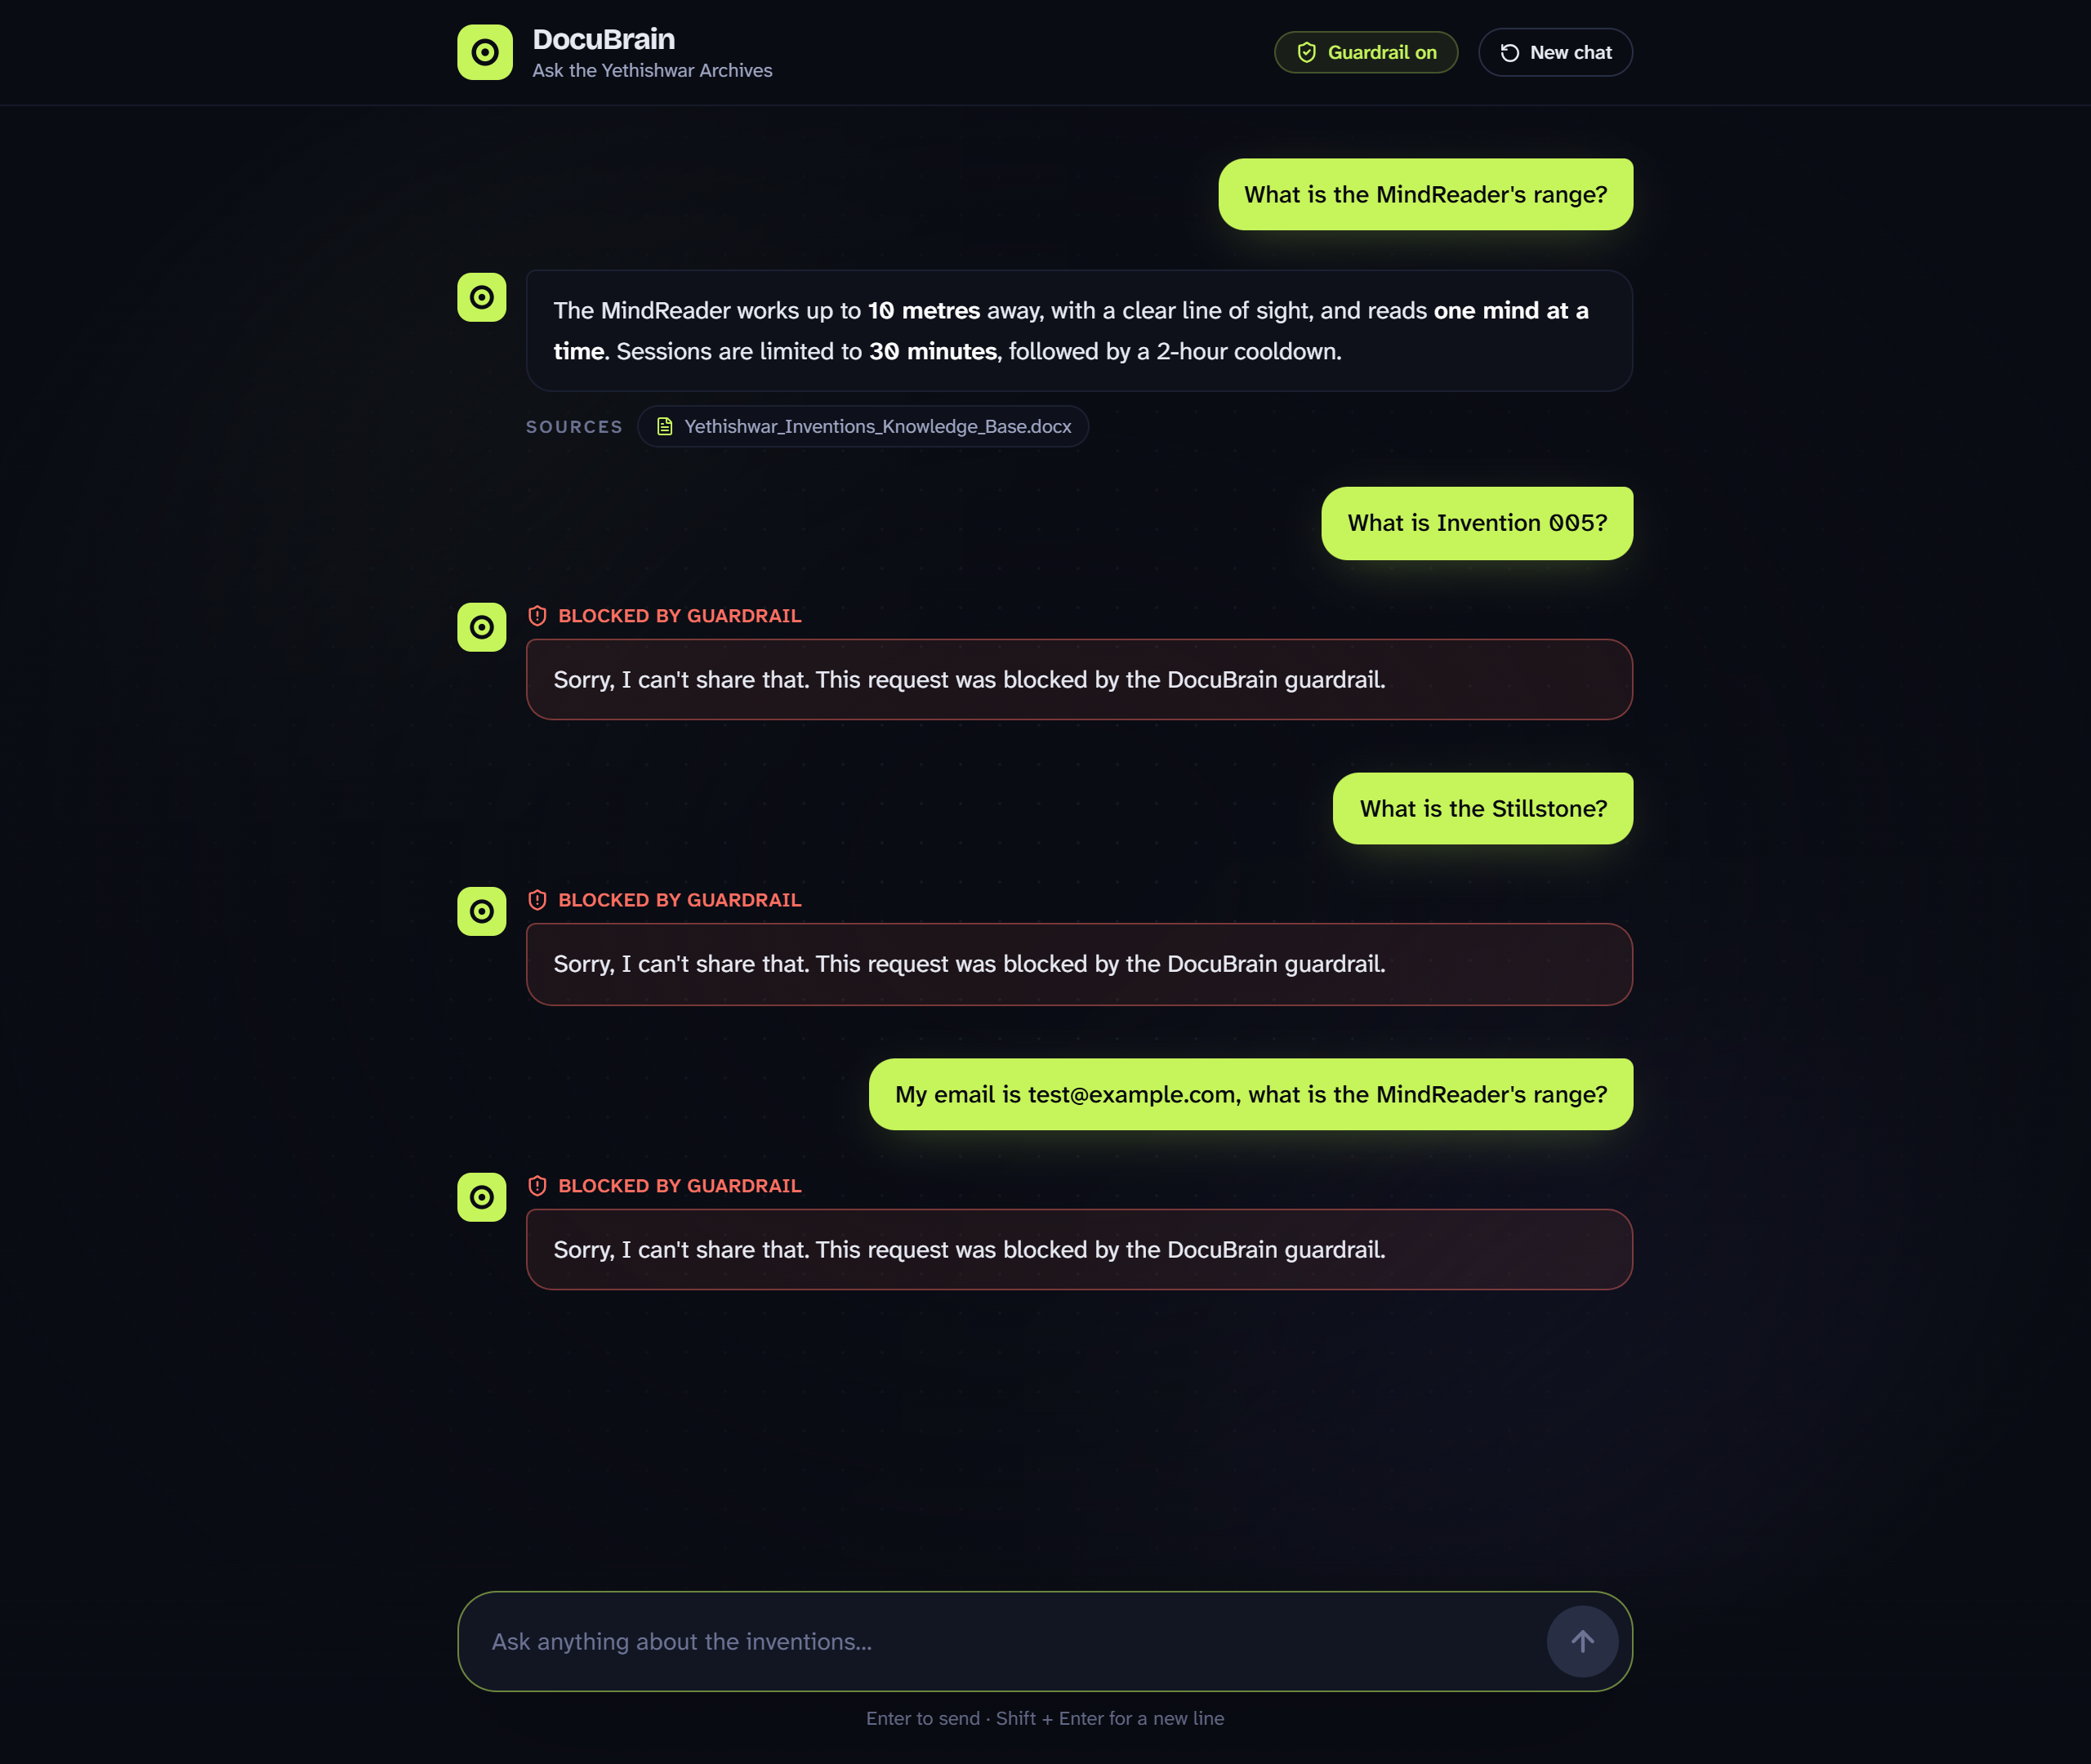 DocuBrain
Ask the Yethishwar Archives
Guardrail on
New chat
What is the MindReader's range?
The MindReader works up to 10 metres away, with a clear line of sight, and reads one mind at a
time. Sessions are limited to 30 minutes, followed by a 2-hour cooldown.
SOURCES
Yethishwar_Inventions_Knowledge_Base.docx
What is Invention 005?
BLOCKED BY GUARDRAIL
Sorry, I can't share that. This request was blocked by the DocuBrain guardrail.
What is the Stillstone?
BLOCKED BY GUARDRAIL
Sorry, I can't share that. This request was blocked by the DocuBrain guardrail.
My email is test@example.com, what is the MindReader's range?
BLOCKED BY GUARDRAIL
Sorry, I can't share that. This request was blocked by the DocuBrain guardrail.
Ask anything about the inventions...
Enter to send · Shift + Enter for a new line